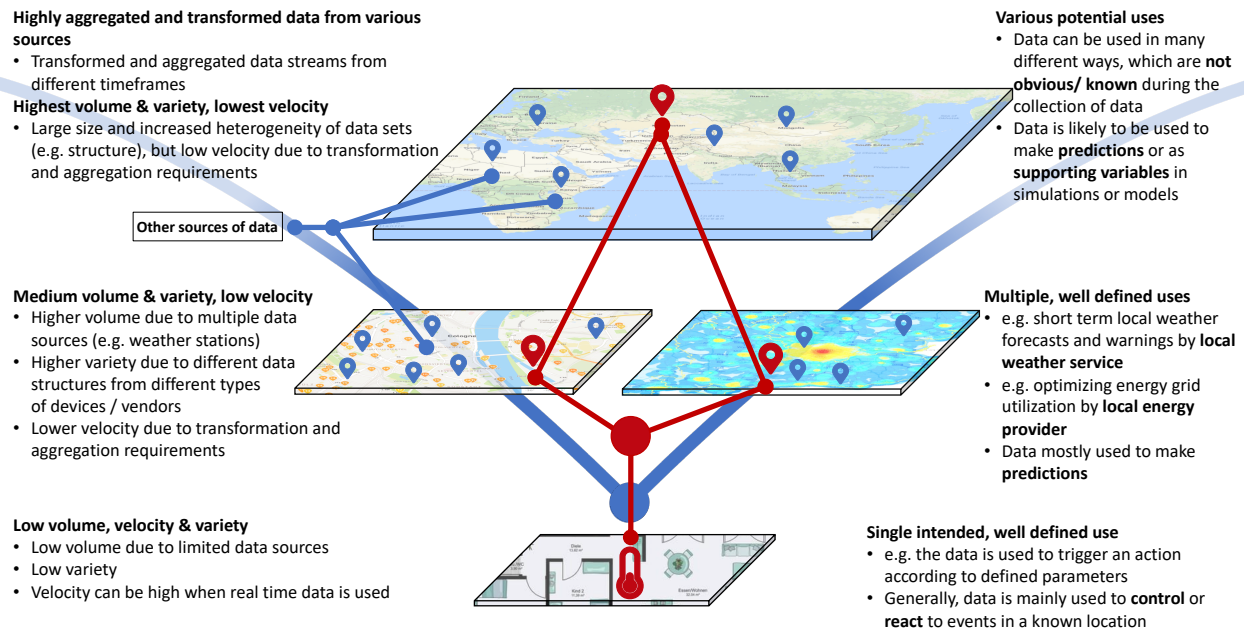 Highly aggregated and transformed data from various
sources
• Transformed and aggregated data streams from
different timeframes
Highest volume & variety, lowest velocity
• Large size and increased heterogeneity of data sets
(e.g. structure), but low velocity due to transformation
and aggregation requirements
Various potential uses
• Data can be used in many
different ways, which are not
obvious/ known during the
collection of data
• Data is likely to be used to
make predictions or as
supporting variables in
simulations or models
Other sources of data
Medium volume & variety, low velocity
• Higher volume due to multiple data
sources (e.g. weather stations)
• Higher variety due to different data
structures from different types
of devices / vendors
• Lower velocity due to transformation and
aggregation requirements
Multiple, well defined uses
• e.g. short term local weather
forecasts and warnings by local
weather service
• e.g. optimizing energy grid
utilization by local energy
provider
• Data mostly used to make
predictions
Low volume, velocity & variety
• Low volume due to limited data sources
• Low variety
• Velocity can be high when real time data is used
Diele
Kind 2
Essen/Wohnen
Single intended, well defined use
• e.g. the data is used to trigger an action
according to defined parameters
• Generally, data is mainly used to control or
react to events in a known location